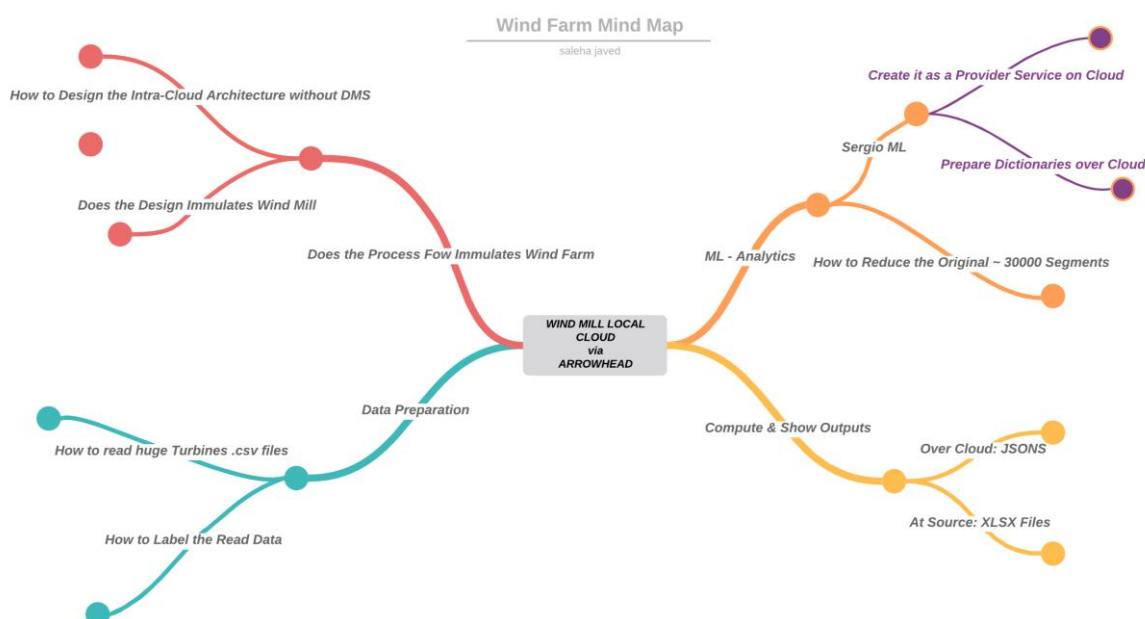 Wind Farm Mind Map
saleha javed
How to Design the Intra-Cloud Architecture without DMS
Does the Design Immulates Wind Mill
Does the Process Fow Immulates Wind Farm
Create it as a Provider Service on Cloud
Sergio ML
Prepare Dictionaries over Cloud
ML - Analytics
How to Reduce the Original ~ 30000 Segments
WIND MILL LOCAL
CLOUD
via
ARROWHEAD
Data Preparation
How to read huge Turbines .csv files
How to Label the Read Data
Compute & Show Outputs
Over Cloud: JSONS
At Source: XLSX Files